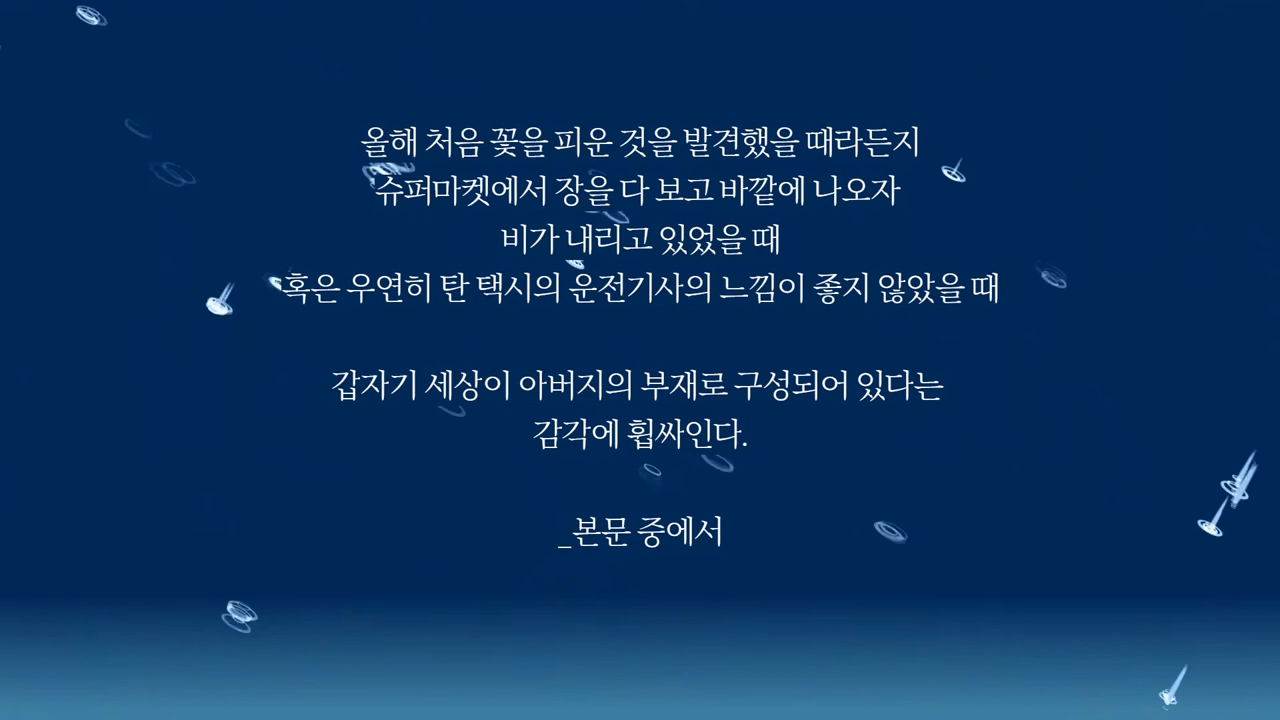 올해 처음 꽃을 피운 것을 발견했을 때라든지
슈퍼마켓에서 장을 다 보고 바깥에 나오자
비가 내리고 있었을 때
혹은 우연히 탄 택시의 운전기사의 느낌이 좋지 않았을 때
갑자기 세상이 아버지의 부재로 구성되어 있다는
감각에 휩싸인다.
_본문 중에서